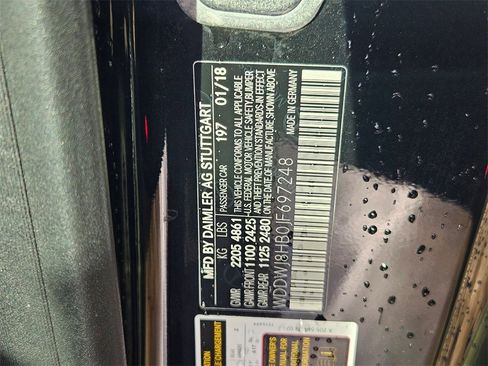 MFD BY DAIMLER AG STUTTGART
KG LBS PASSENGER CAR 197 01/18
GVWR 2205 4861 THIS VEHICLE CONFORMS TO ALL APPLICABLE
GAWR FRONT 1100 2425 U.S. FEDERAL MOTOR VEHICLE SAFETY, BUMPER
GAWR REAR 1125 2480 AND THEFT PREVENTION STANDARDS IN EFFECT
ON THE DATE OF MANUFACTURE SHOWN ABOVE
WDDWJ8HB0JF697248
MADE IN GERMANY